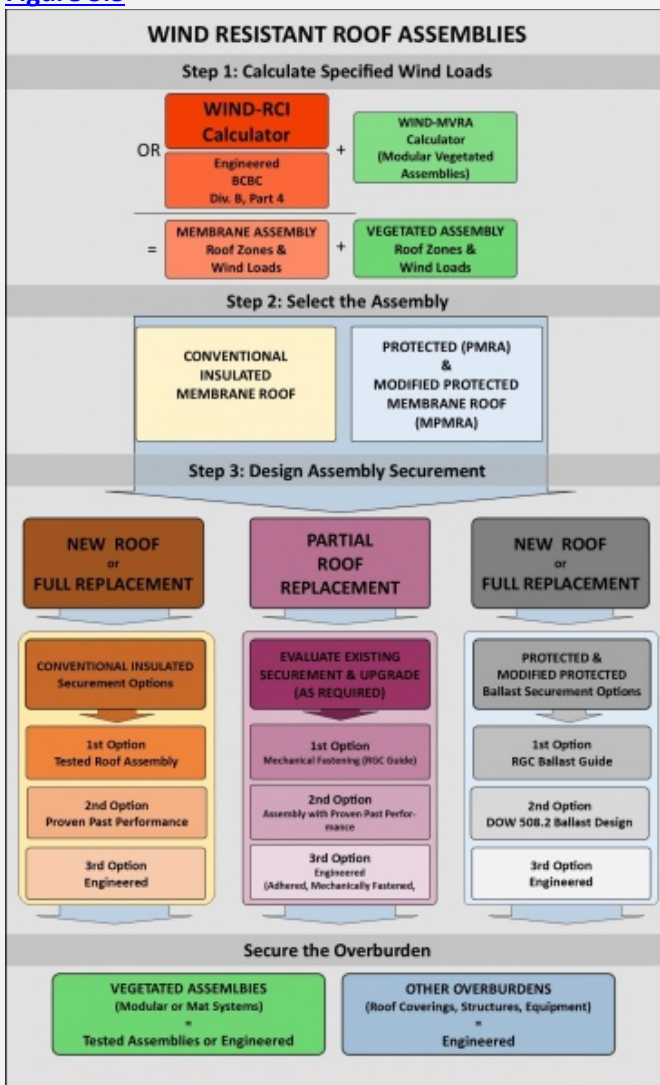 WIND RESISTANT ROOF ASSEMBLIES
Step 1: Calculate Specified Wind Loads
WIND-RCI
Calculator
OR
Engineered
BCBC
Div. B, Part 4
+
WIND-MVRA
Calculator
(Modular Vegetated
Assemblies)
=
MEMBRANE ASSEMBLY
Roof Zones &
Wind Loads
+
VEGETATED ASSEMBLY
Roof Zones &
Wind Loads
Step 2: Select the Assembly
CONVENTIONAL
INSULATED
MEMBRANE ROOF
PROTECTED (PMRA)
&
MODIFIED PROTECTED
MEMBRANE ROOF
(MPMRA)
Step 3: Design Assembly Securement
NEW ROOF
or
FULL REPLACEMENT
CONVENTIONAL INSULATED
Securement Options
1st Option
Tested Roof Assembly
2nd Option
Proven Past Performance
3rd Option
Engineered
PARTIAL
ROOF
REPLACEMENT
EVALUATE EXISTING
SECUREMENT & UPGRADE
(AS REQUIRED)
1st Option
Mechanical Fastening (RGC Guide)
2nd Option
Assembly with Proven Past Perfor-
mance
3rd Option
Engineered
(Adhered, Mechanically Fastened,
NEW ROOF
or
FULL REPLACEMENT
PROTECTED &
MODIFIED PROTECTED
Ballast Securement Options
1st Option
RGC Ballast Guide
2nd Option
DOW 508.2 Ballast Design
3rd Option
Engineered
Secure the Overburden
VEGETATED ASSEMLBIES
(Modular or Mat Systems)
=
Tested Assemblies or Engineered
OTHER OVERBURDENS
(Roof Coverings, Structures, Equipment)
=
Engineered